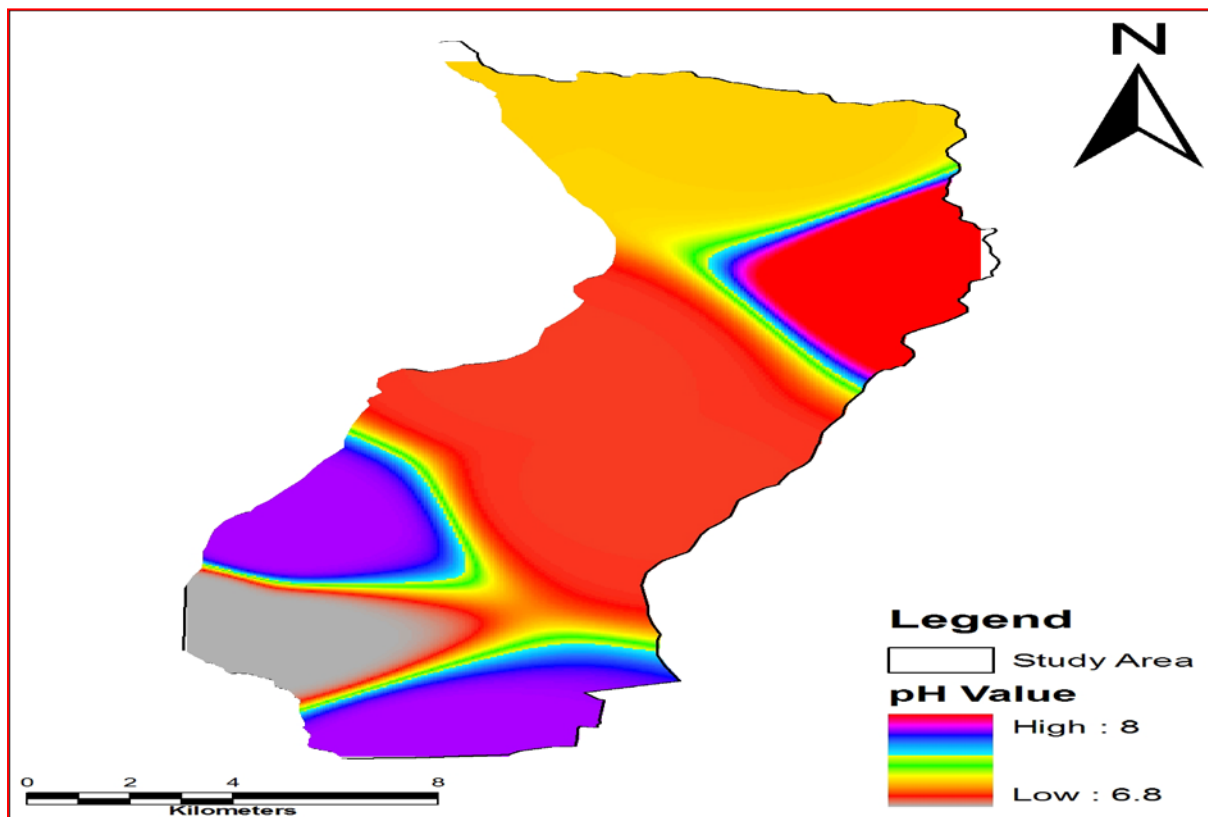 N
Legend
Study Area
pH Value
High : 8
Low : 6.8
0 2 4 8
Kilometers